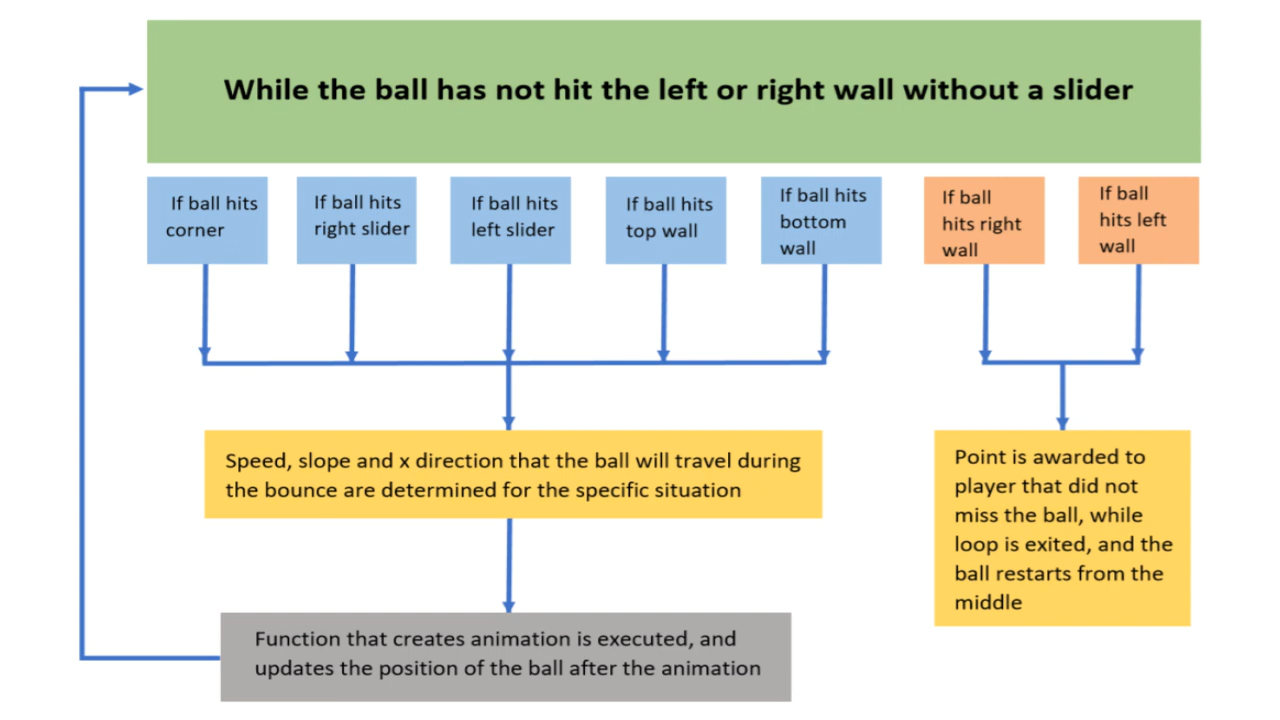 While the ball has not hit the left or right wall without a slider
If ball hits
corner
If ball hits
right slider
If ball hits
left slider
If ball hits
top wall
If ball hits
bottom
wall
If ball
hits right
wall
If ball
hits left
wall
Speed, slope and x direction that the ball will travel during
the bounce are determined for the specific situation
Point is awarded to
player that did not
miss the ball, while
loop is exited, and the
ball restarts from the
middle
Function that creates animation is executed, and
updates the position of the ball after the animation